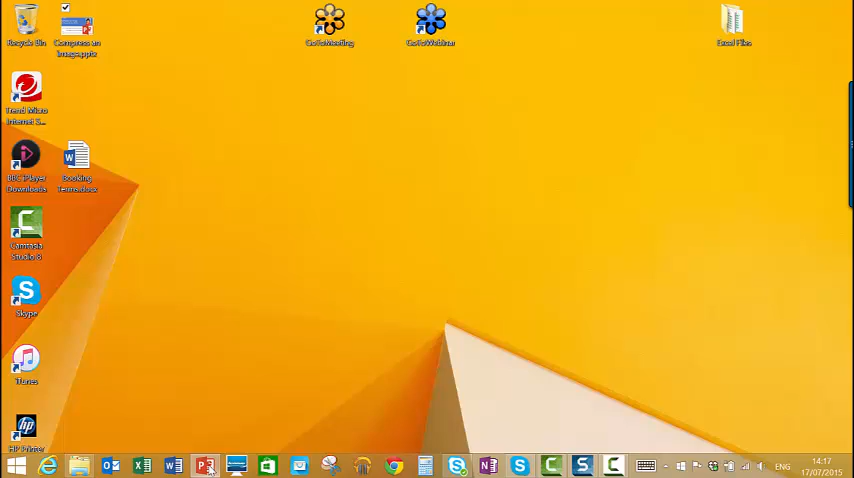 Recycle Bin
Compress an
Image.pptx
GoToMeeting
GoToWebinar
Excel Files
Trend Micro
Internet S...
BBC iPlayer
Downloads
Booking
Terms.docx
Camtasia
Studio 8
Skype
iTunes
HP Printer
ENG
14:17
17/07/2015